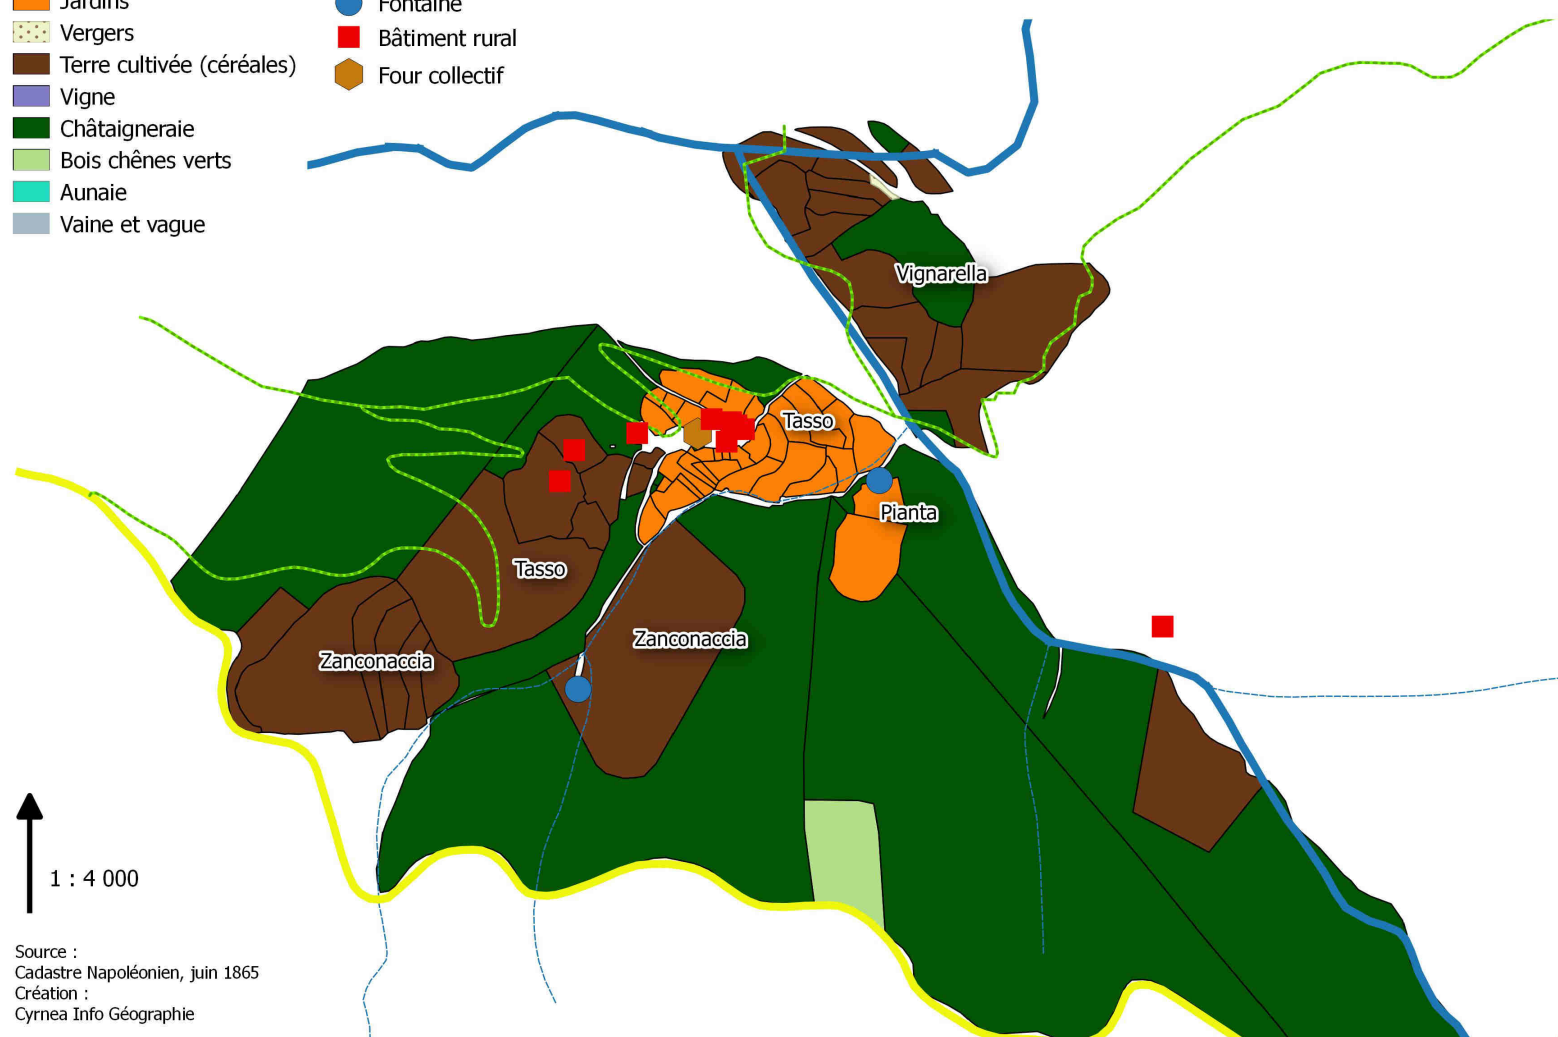 Jardins
Vergers
Terre cultivée (céréales)
Vigne
Châtaigneraie
Bois chênes verts
Aunaie
Vaine et vague
Fontaine
Bâtiment rural
Four collectif
Vignarella
Tasso
Pianta
Tasso
Zanconaccia
Zanconaccia
1 : 4 000
Source :
Cadastre Napoléonien, juin 1865
Création :
Cyrnea Info Géographie